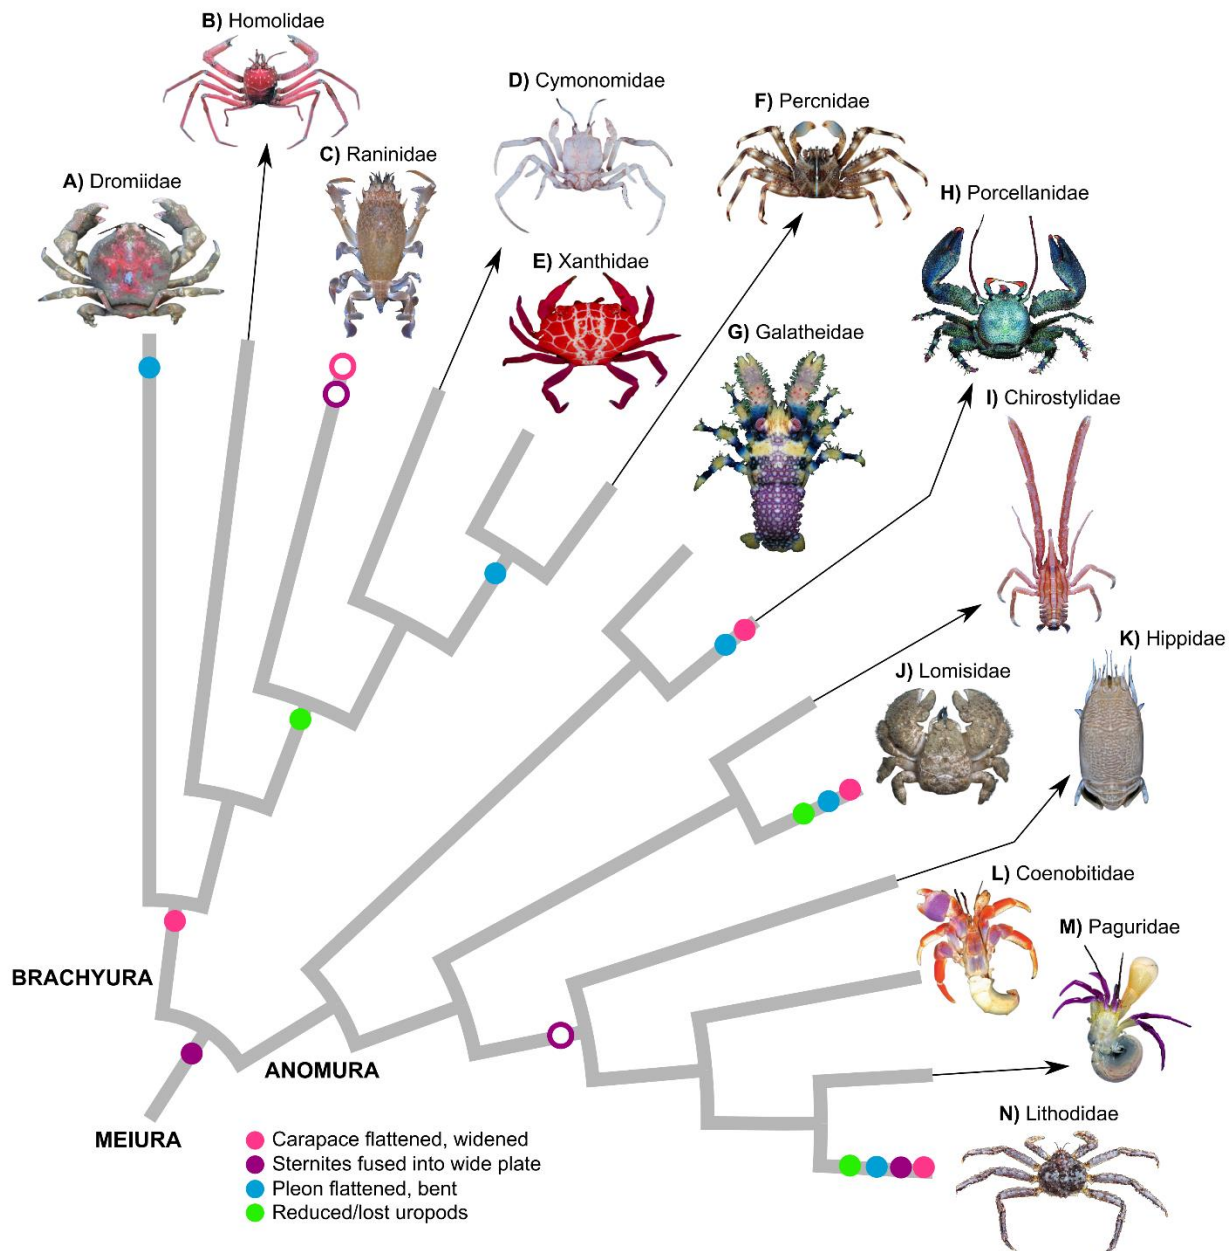 B) Homolidae
D) Cymonomidae
F) Percnidae
C) Raninidae
A) Dromiidae
H) Porcellanidae
E) Xanthidae
G) Galatheidae
I) Chirostylidae
K) Hippidae
J) Lomisidae
L) Coenobitidae
M) Paguridae
BRACHYURA
ANOMURA
MEIURA
N) Lithodidae
Carapace flattened, widened
Sternites fused into wide plate
Pleon flattened, bent
Reduced/lost uropods